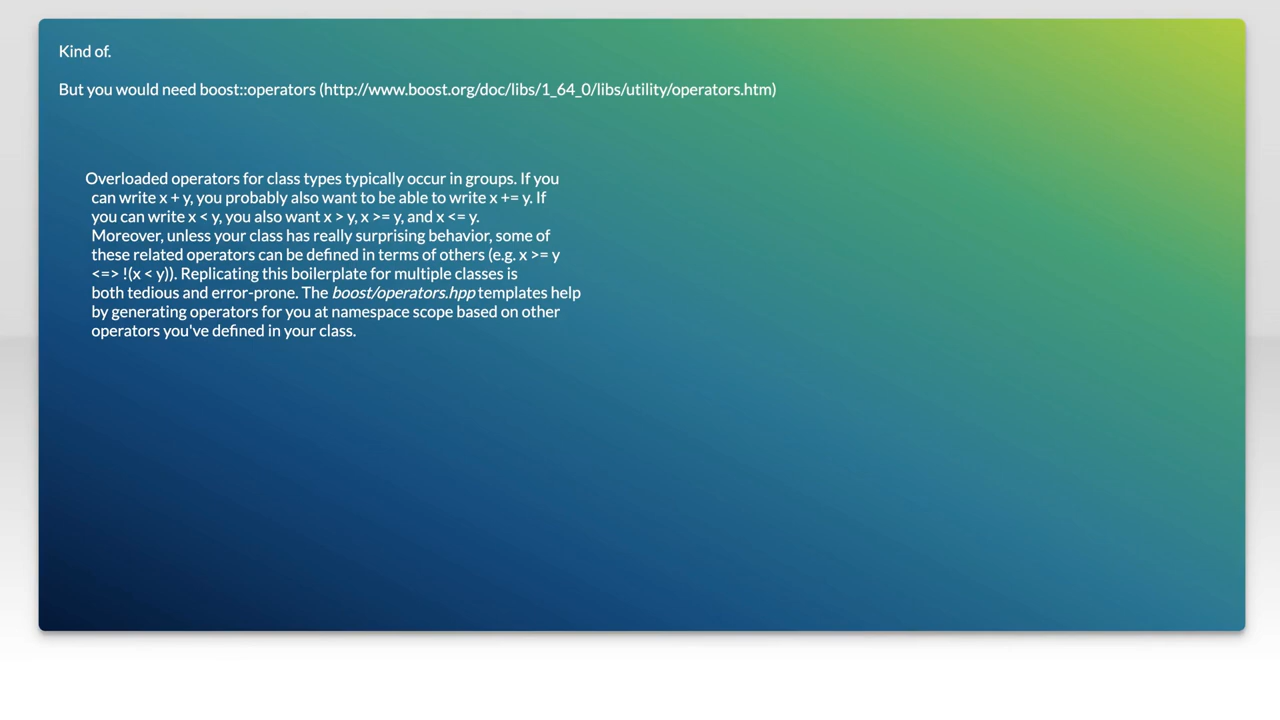 Kind of.
But you would need boost::operators (http://www.boost.org/doc/libs/1_64_0/libs/utility/operators.htm)
Overloaded operators for class types typically occur in groups. If you
can write x + y, you probably also want to be able to write x += y. If
you can write x < y, you also want x > y, x >= y, and x <= y.
Moreover, unless your class has really surprising behavior, some of
these related operators can be defined in terms of others (e.g. x >= y
<=> !(x < y)). Replicating this boilerplate for multiple classes is
both tedious and error-prone. The boost/operators.hpp templates help
by generating operators for you at namespace scope based on other
operators you've defined in your class.